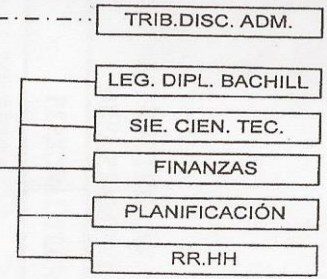 TRIB.DISC. ADM.
LEG. DIPL. BACHILL
SIE. CIEN. TEC.
FINANZAS
PLANIFICACIÓN
RR.HH